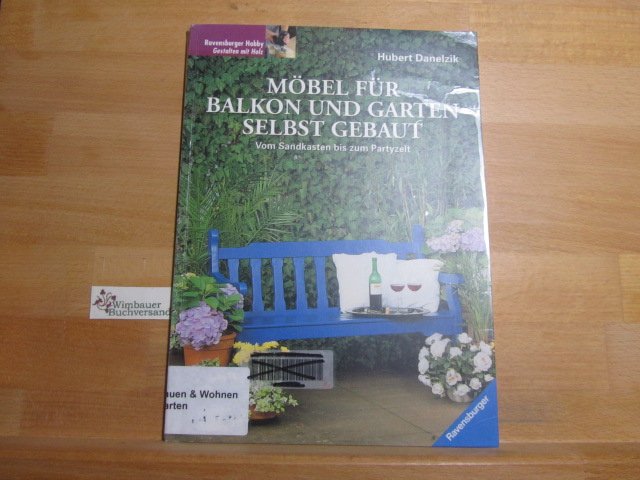 Ravensburger Hobby
Gestalten mit Holz
Hubert Danelzik
MÖBEL FÜR
BALKON UND GARTEN
SELBST GEBAUT
Vom Sandkasten bis zum Partyzelt
Wimbauer
Buchversand
auen & Wohnen
arten
Ravensburger